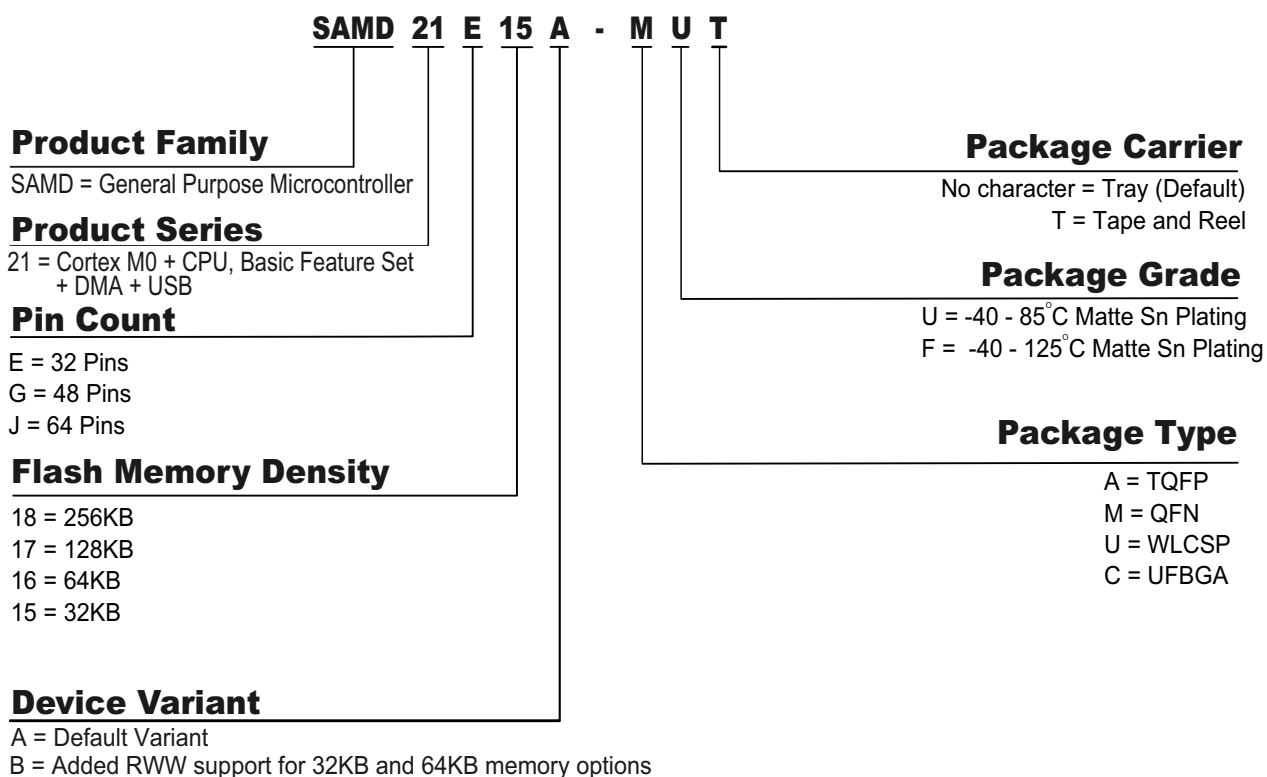 SAMD 21 E 15 A - M U T
Product Family
SAMD = General Purpose Microcontroller
Product Series
21 = Cortex M0 + CPU, Basic Feature Set
+ DMA + USB
Pin Count
E = 32 Pins
G = 48 Pins
J = 64 Pins
Flash Memory Density
18 = 256KB
17 = 128KB
16 = 64KB
15 = 32KB
Device Variant
A = Default Variant
B = Added RWW support for 32KB and 64KB memory options
Package Carrier
No character = Tray (Default)
T = Tape and Reel
Package Grade
U = -40 - 85°C Matte Sn Plating
F = -40 - 125°C Matte Sn Plating
Package Type
A = TQFP
M = QFN
U = WLCSP
C = UFBGA